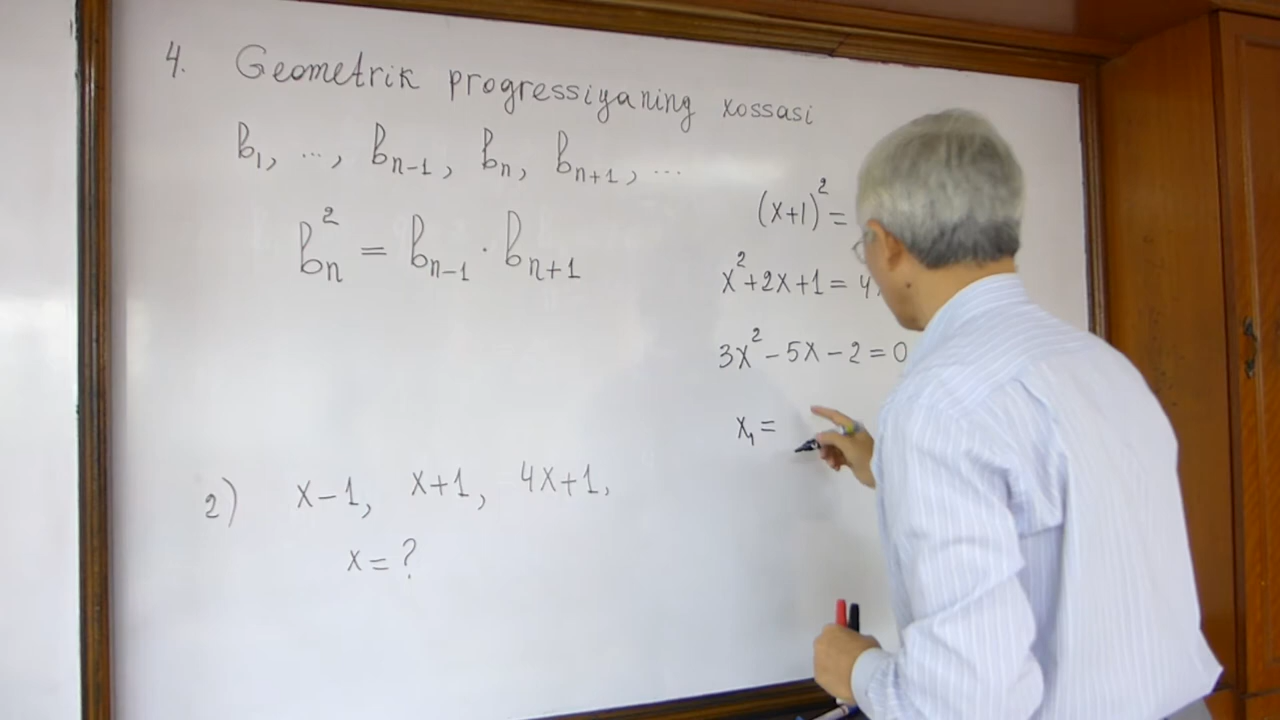 4. Geometrik progressiyaning xossasi
b₁, ..., bₙ₋₁, bₙ, bₙ₊₁, ...
bₙ² = bₙ₋₁ · bₙ₊₁
2) x-1, x+1, 4x+1,
x=?
(x+1)² =
x²+2x+1 = 4
3x²-5x-2=0
x₁=